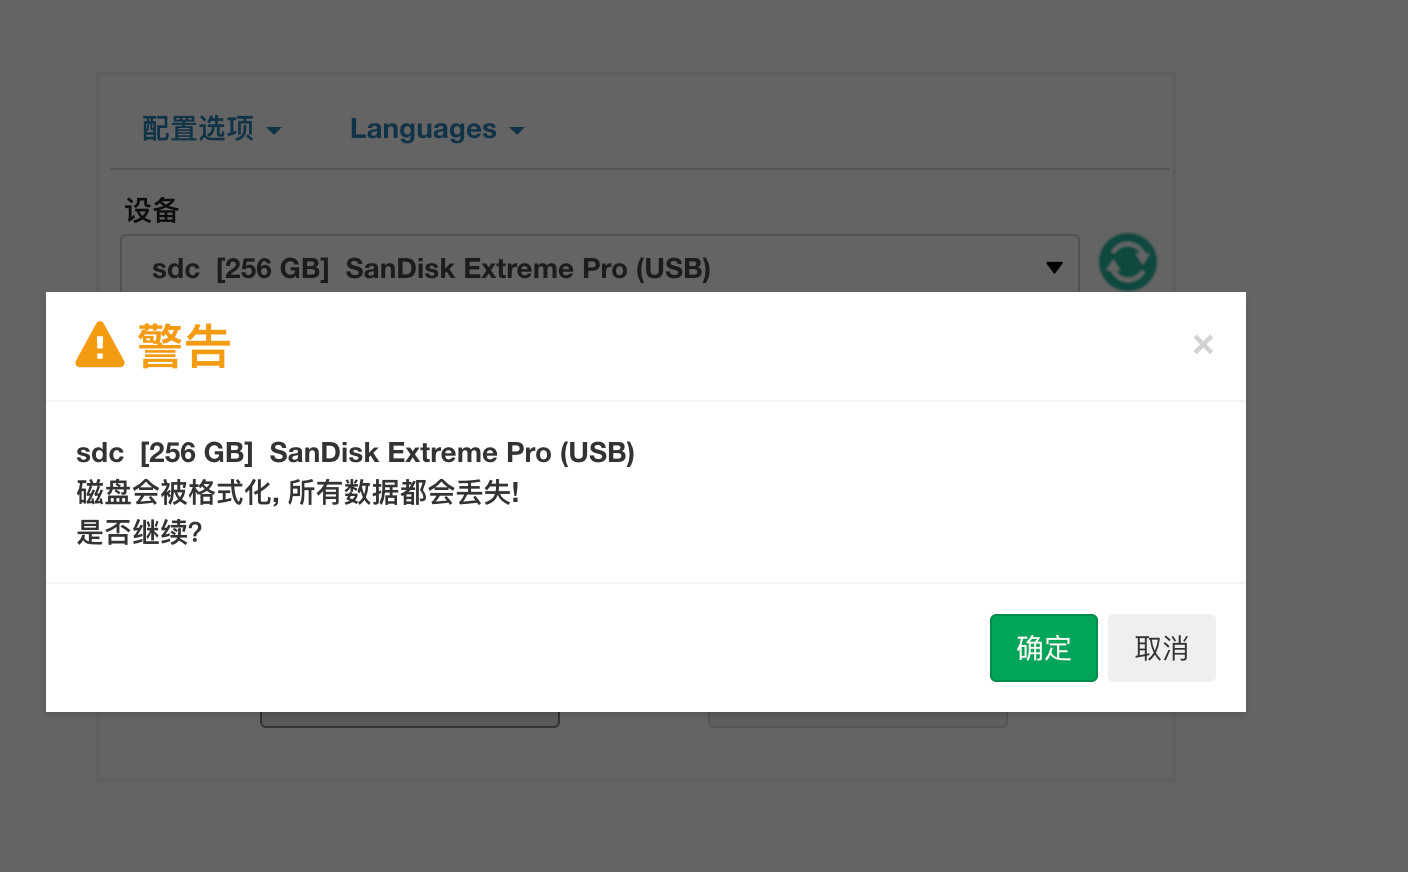 配置选项 Languages
设备
sdc [256 GB] SanDisk Extreme Pro (USB)
警告 ×
sdc [256 GB] SanDisk Extreme Pro (USB)
磁盘会被格式化, 所有数据都会丢失!
是否继续?
确定 取消